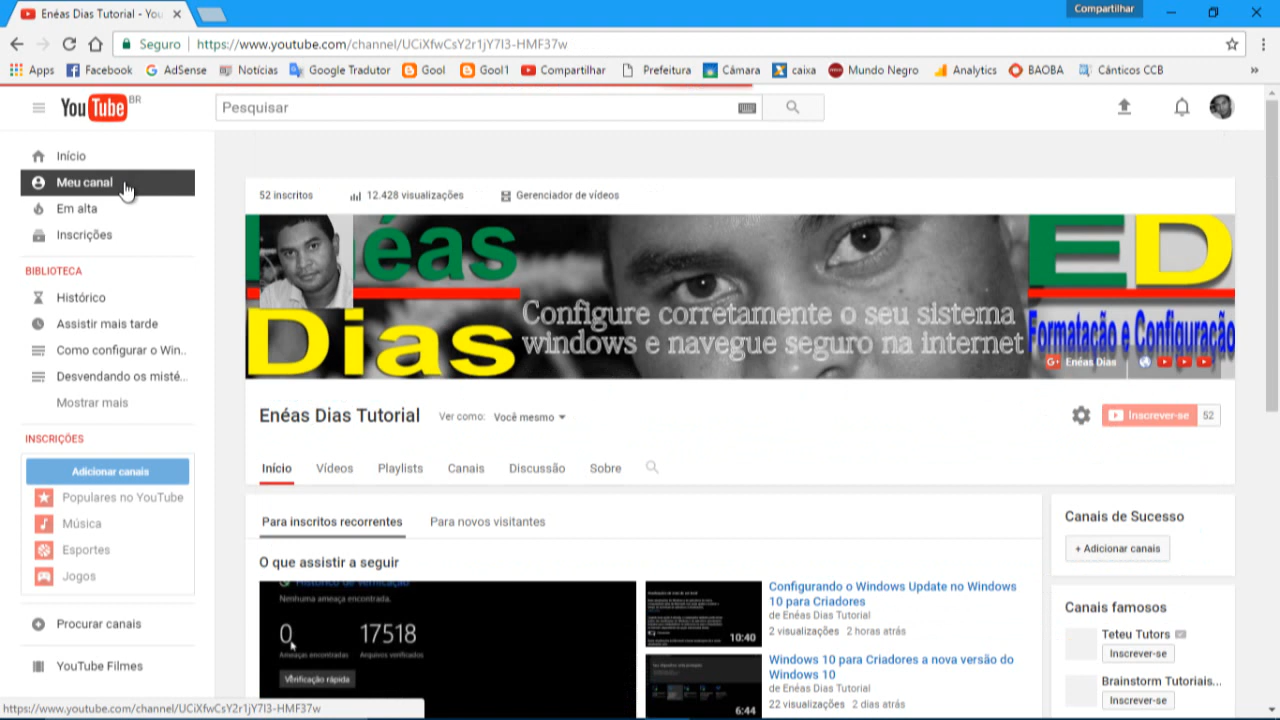 Enéas Dias Tutorial - Yo
Compartilhar
Seguro
https://www.youtube.com/channel/UCiXfwCsY2r1jY7I3-HMF37w
Apps Facebook AdSense Notícias Google Tradutor Gool Gool1 Compartilhar Prefeitura Câmara caixa Mundo Negro Analytics BAOBA Cânticos CCB
YouTube BR
Pesquisar
Início
Meu canal
Em alta
Inscrições
BIBLIOTECA
Histórico
Assistir mais tarde
Como configurar o Win...
Desvendando os misté...
Mostrar mais
INSCRIÇÕES
Adicionar canais
Populares no YouTube
Música
Esportes
Jogos
Procurar canais
YouTube Filmes
52 inscritos
12.428 visualizações
Gerenciador de vídeos
éas
Dias
Configure corretamente o seu sistema
windows e navegue seguro na internet
ED
Formatação e Configuração
G+ Enéas Dias
Enéas Dias Tutorial
Ver como: Você mesmo
Inscrever-se 52
Início Vídeos Playlists Canais Discussão Sobre
Para inscritos recorrentes Para novos visitantes
O que assistir a seguir
Histórico de verificação
Nenhuma ameaça encontrada.
0 17518
Ameaças encontradas Arquivos verificados
Verificação rápida
10:40
Configurando o Windows Update no Windows
10 para Criadores
de Enéas Dias Tutorial
2 visualizações 2 horas atrás
6:44
Windows 10 para Criadores a nova versão do
Windows 10
de Enéas Dias Tutorial
22 visualizações 2 dias atrás
Canais de Sucesso
+ Adicionar canais
Inscrever-se
Brainstorm Tutoriais...
Inscrever-se
https://www.youtube.com/channel/UCiXfwCsY2r1jY7I3-HMF37w